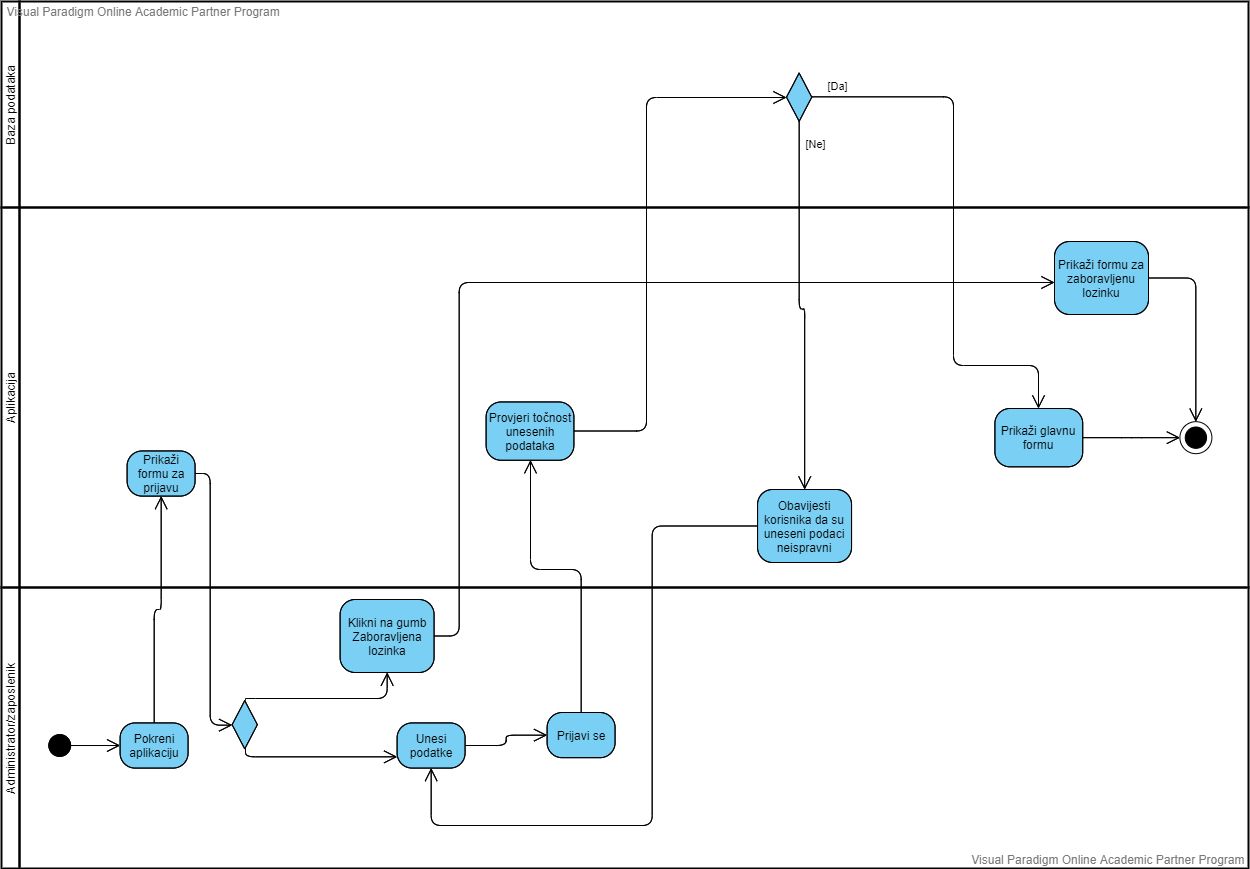 Visual Paradigm Online Academic Partner Program
Baza podataka
[Da]
[Ne]
Aplikacija
Prikaži formu za
zaboravljenu
lozinku
Provjeri točnost
unesenih
podataka
Prikaži glavnu
formu
Prikaži
formu za
prijavu
Obavijesti
korisnika da su
uneseni podaci
neispravni
Administrator/zaposlenik
Klikni na gumb
Zaboravljena
lozinka
Pokreni
aplikaciju
Unesi
podatke
Prijavi se
Visual Paradigm Online Academic Partner Program